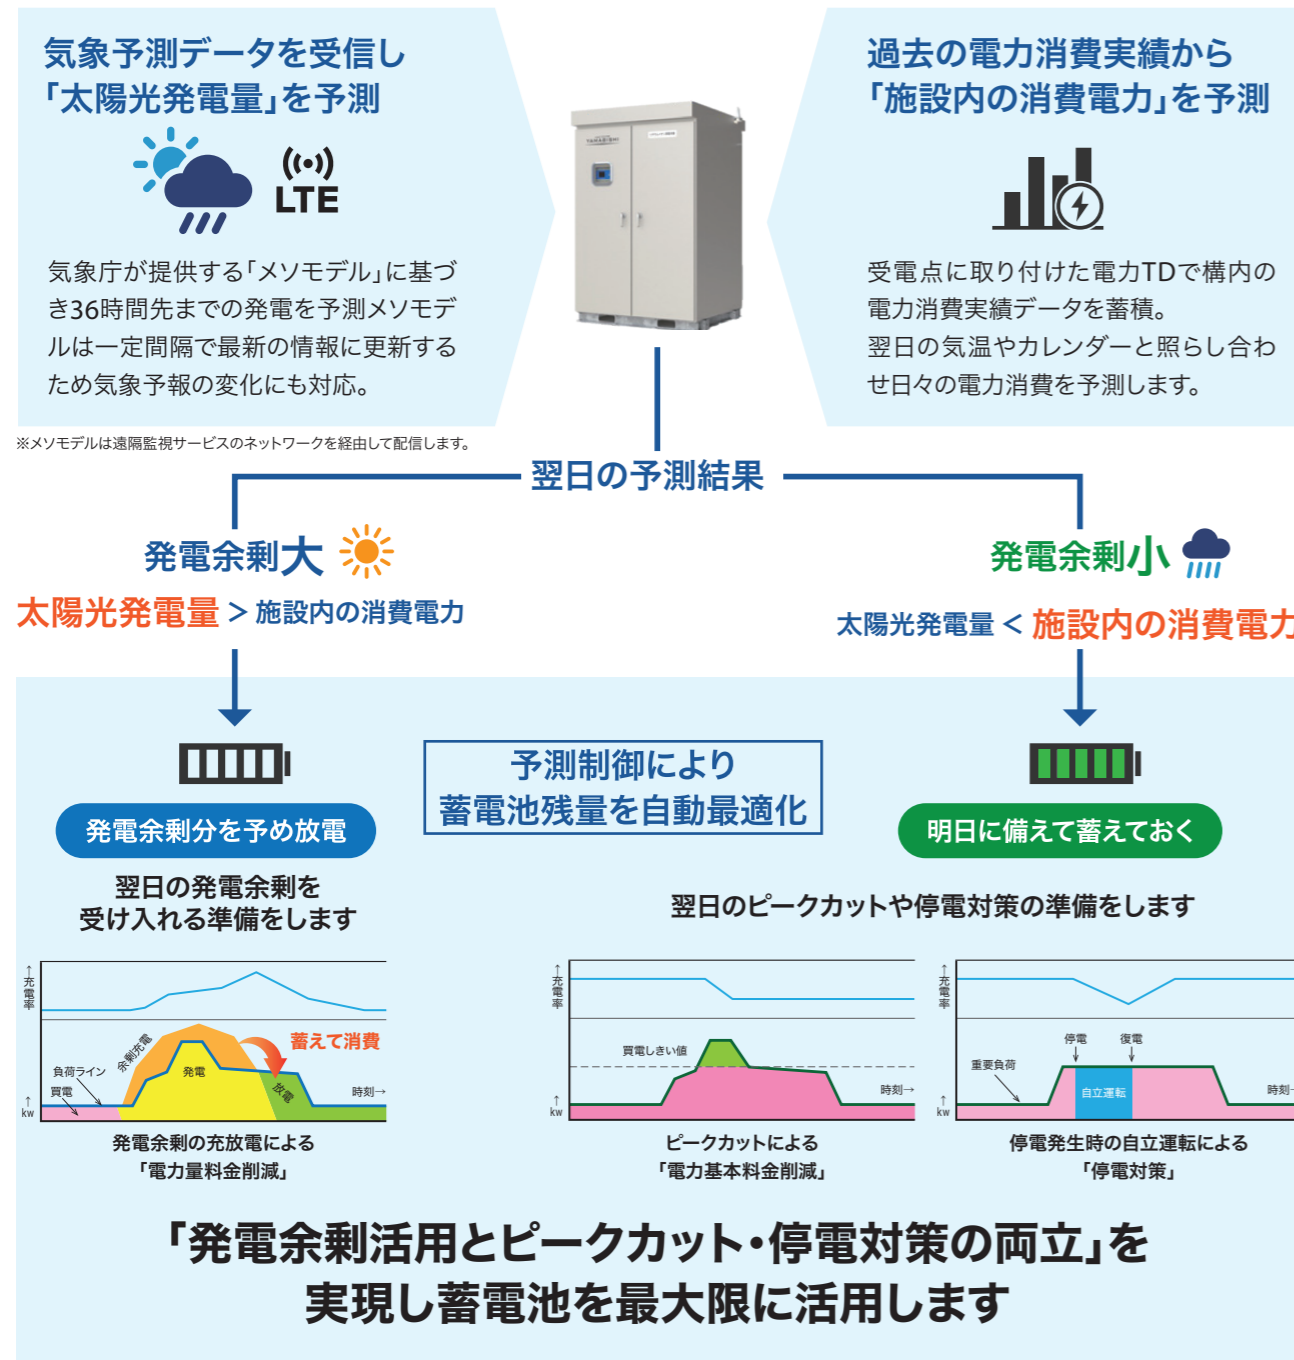 気象予測データを受信し
「太陽光発電量」を予測
LTE
気象庁が提供する「メソモデル」に基づ
き36時間先までの発電を予測メソモデ
ルは一定間隔で最新の情報に更新する
ため気象予報の変化にも対応。
※メソモデルは遠隔監視サービスのネットワークを経由して配信します。
過去の電力消費実績から
「施設内の消費電力」を予測
受電点に取り付けた電力TDで構内の
電力消費実績データを蓄積。
翌日の気温やカレンダーと照らし合わ
せ日々の電力消費を予測します。
翌日の予測結果
発電余剰大
太陽光発電量 > 施設内の消費電力
発電余剰小
太陽光発電量 < 施設内の消費電力
予測制御により
蓄電池残量を自動最適化
発電余剰分を予め放電
翌日の発電余剰を
受け入れる準備をします
明日に備えて蓄えておく
翌日のピークカットや停電対策の準備をします
↑充電率
余剰充電
蓄えて消費
負荷ライン
発電
買電
放電
時刻→
↑kw
発電余剰の充放電による
「電力量料金削減」
↑充電率
買電しきい値
時刻→
↑kw
ピークカットによる
「電力基本料金削減」
↑充電率
停電
復電
重要負荷
自立運転
時刻→
↑kw
停電発生時の自立運転による
「停電対策」
「発電余剰活用とピークカット・停電対策の両立」を
実現し蓄電池を最大限に活用します